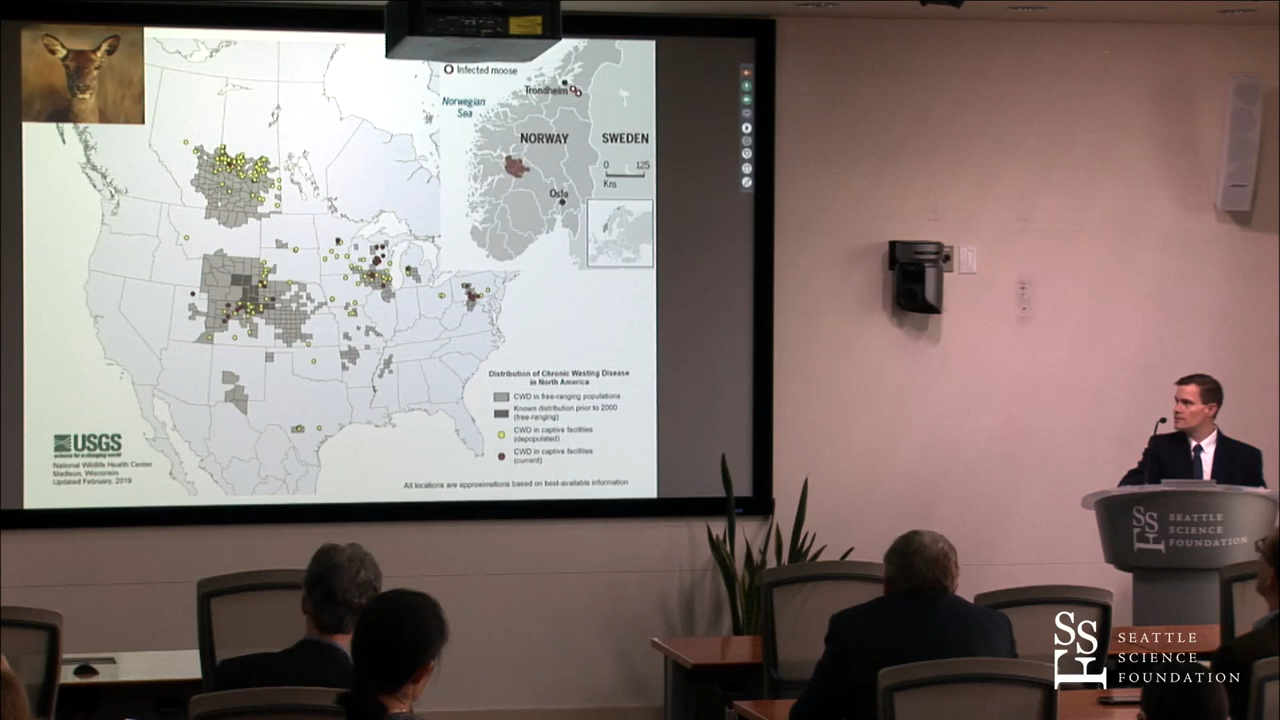 Infected moose
Trondheim
Norwegian
Sea
NORWAY
SWEDEN
0 125
Km
Oslo
Distribution of Chronic Wasting Disease
in North America
CWD in free-ranging populations
Known distribution prior to 2000
(free-ranging)
CWD in captive facilities
(depopulated)
CWD in captive facilities
(current)
USGS
science for a changing world
National Wildlife Health Center
Madison, Wisconsin
Updated February, 2019
All locations are approximations based on best-available information
SSF
SEATTLE
SCIENCE
FOUNDATION
SSF
SEATTLE
SCIENCE
FOUNDATION